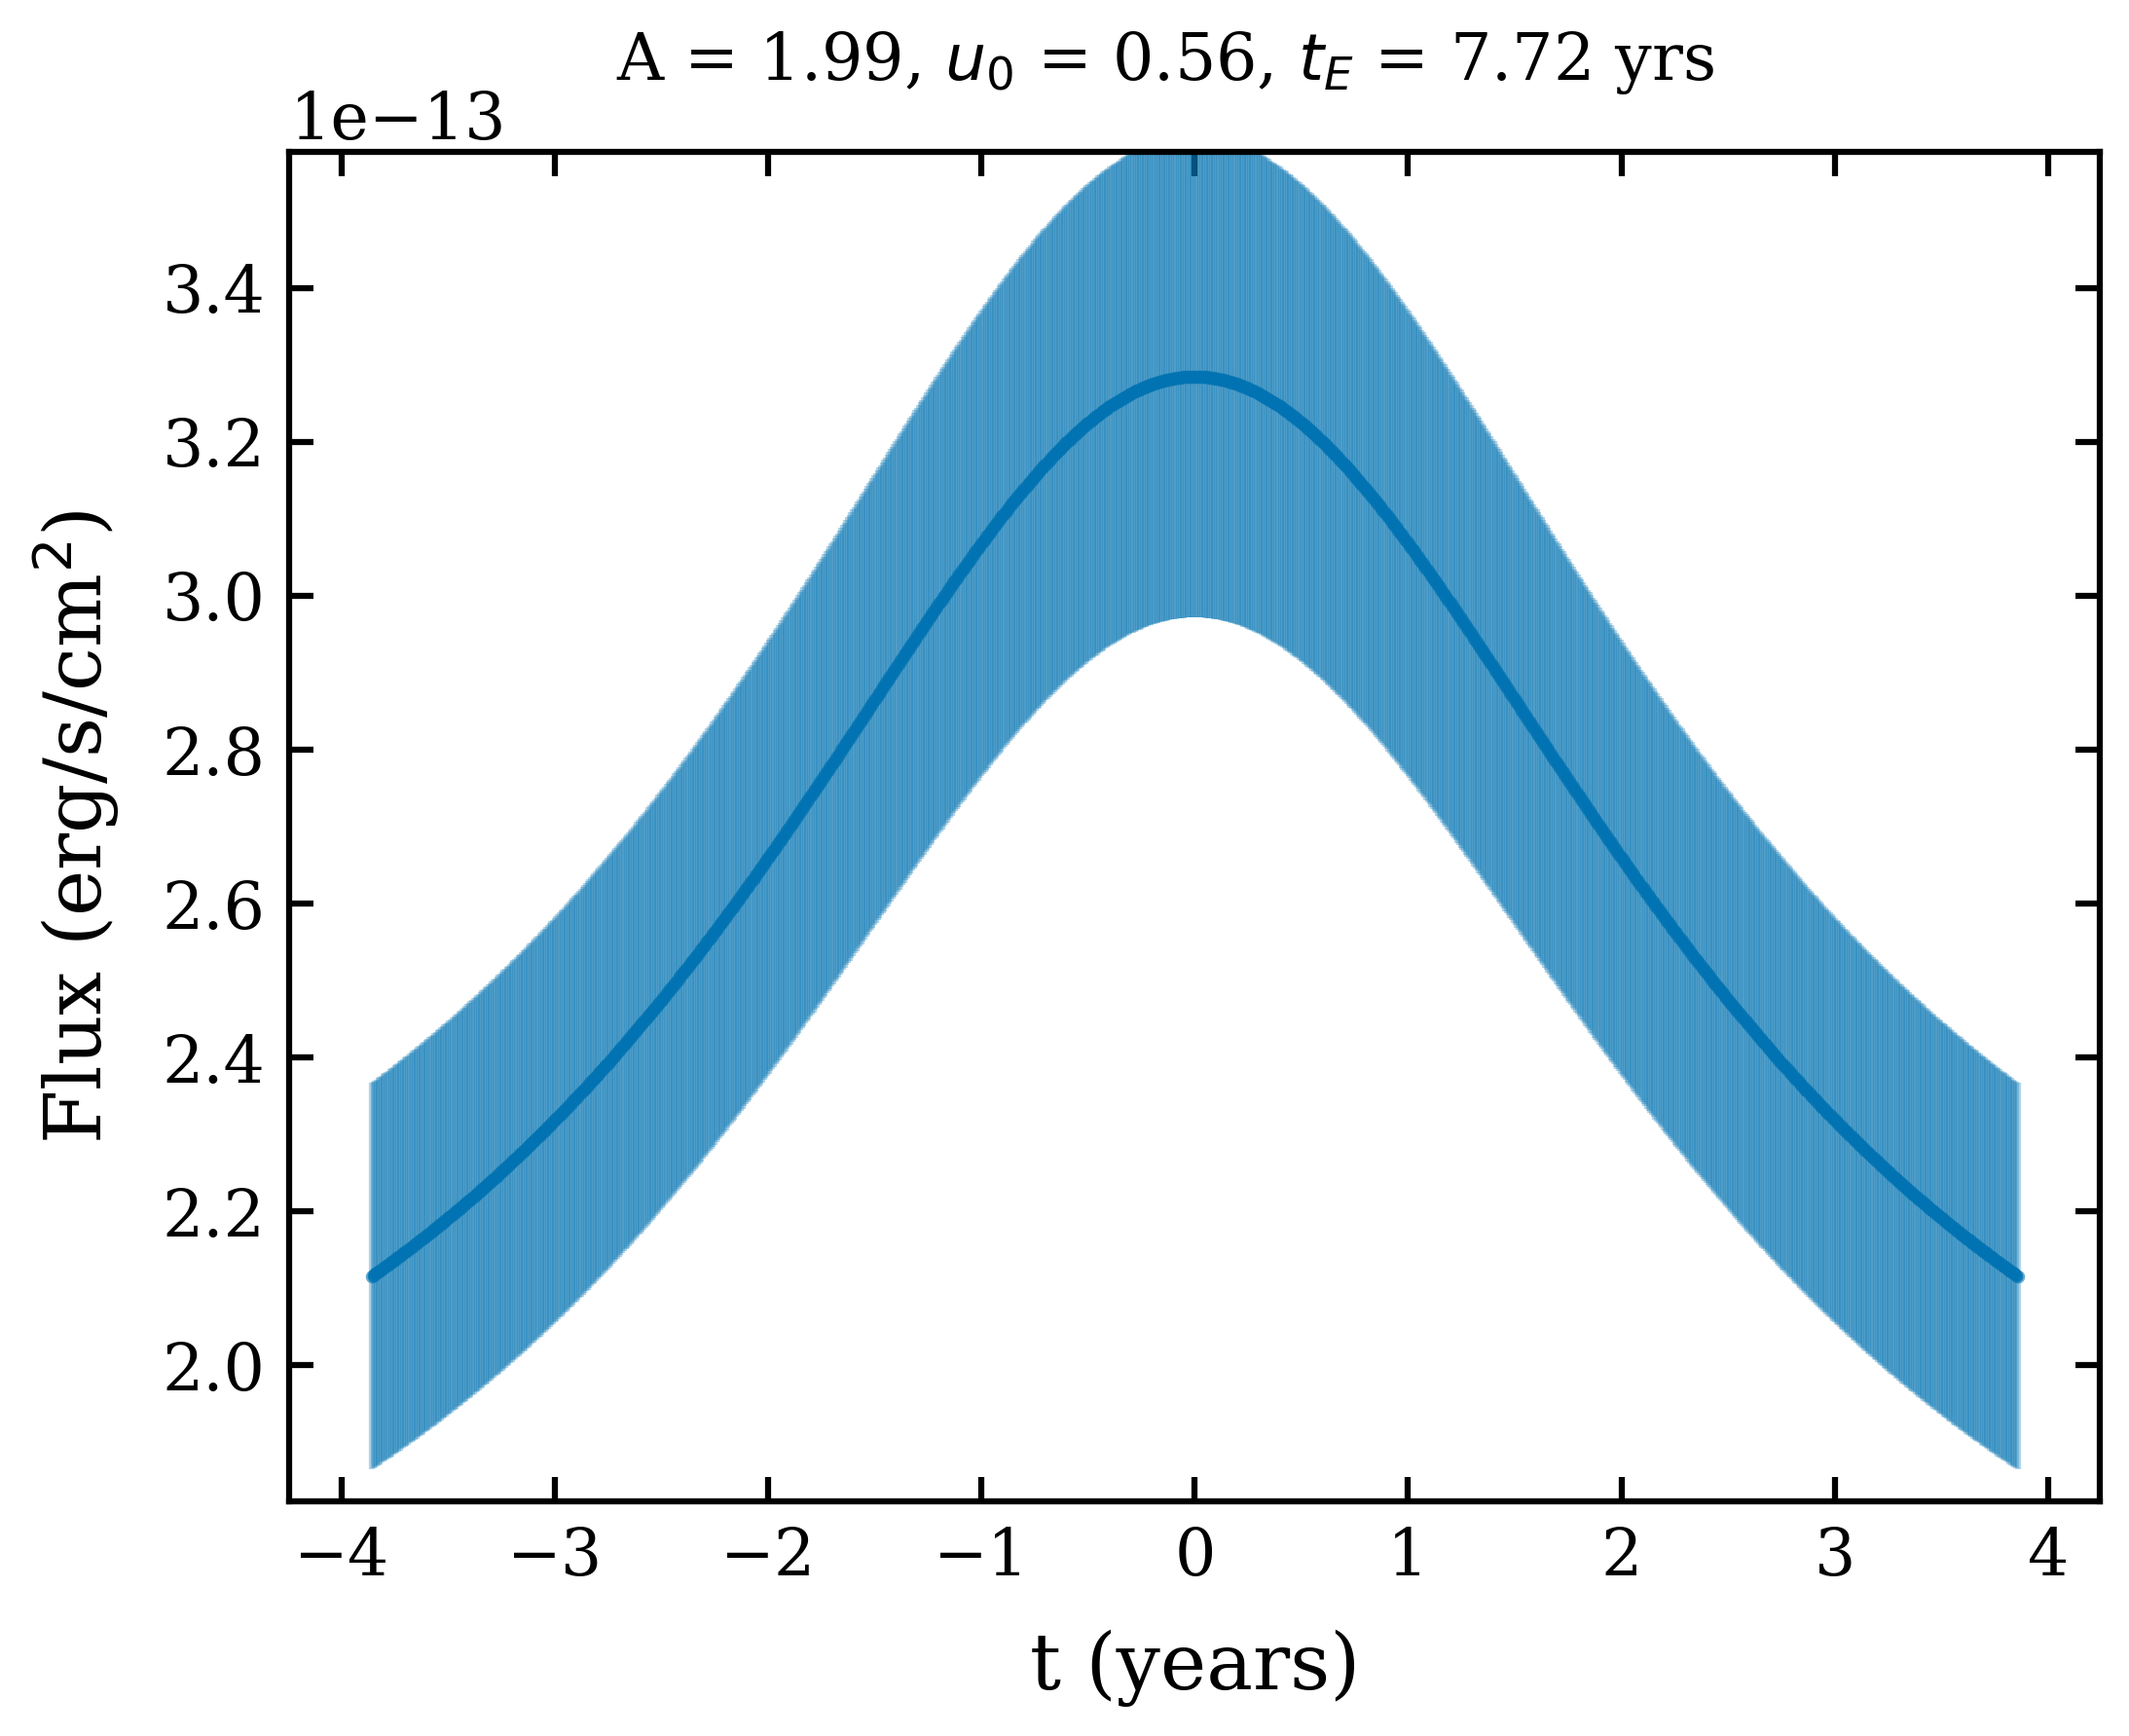 A = 1.99, u₀ = 0.56, t_E = 7.72 yrs
1e−13
Flux (erg/s/cm²)
3.4
3.2
3.0
2.8
2.6
2.4
2.2
2.0
−4 −3 −2 −1 0 1 2 3 4
t (years)